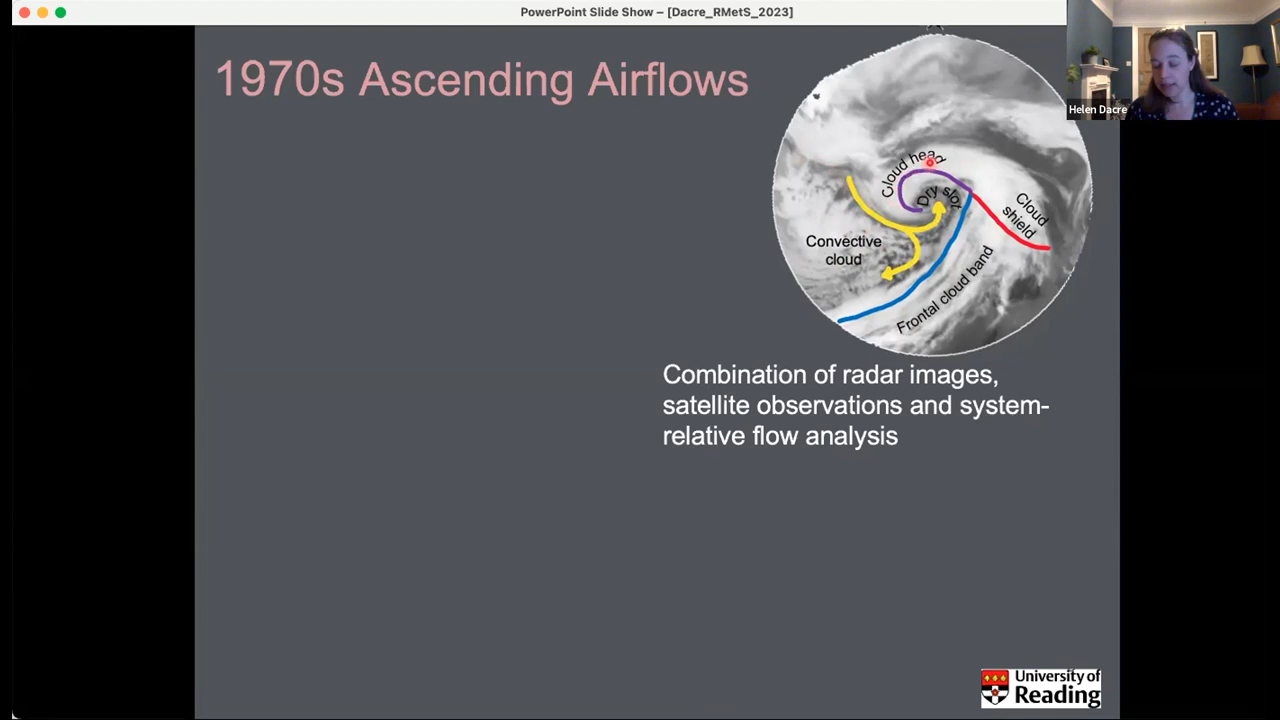 PowerPoint Slide Show – [Dacre_RMetS_2023]
Helen Dacre
1970s Ascending Airflows
Cloud head
Dry slot
Cloud
shield
Convective
cloud
Frontal cloud band
Combination of radar images,
satellite observations and system-
relative flow analysis
University of
Reading